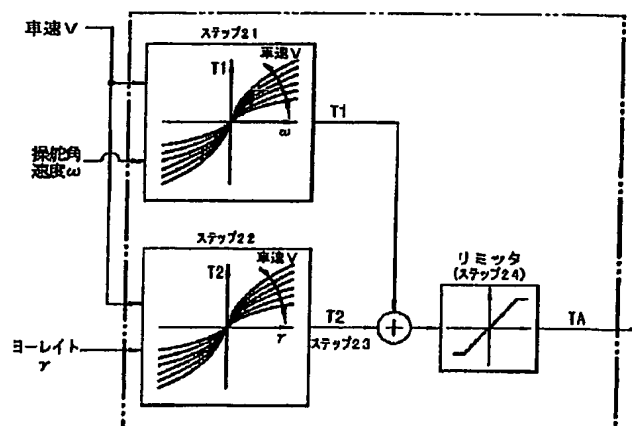 車速V
ステップ21
T1
車速V
ω
T1
操舵角
速度ω
ステップ22
T2
車速V
γ
T2
ステップ23
リミッタ
(ステップ24)
TA
ヨーレイト
γ